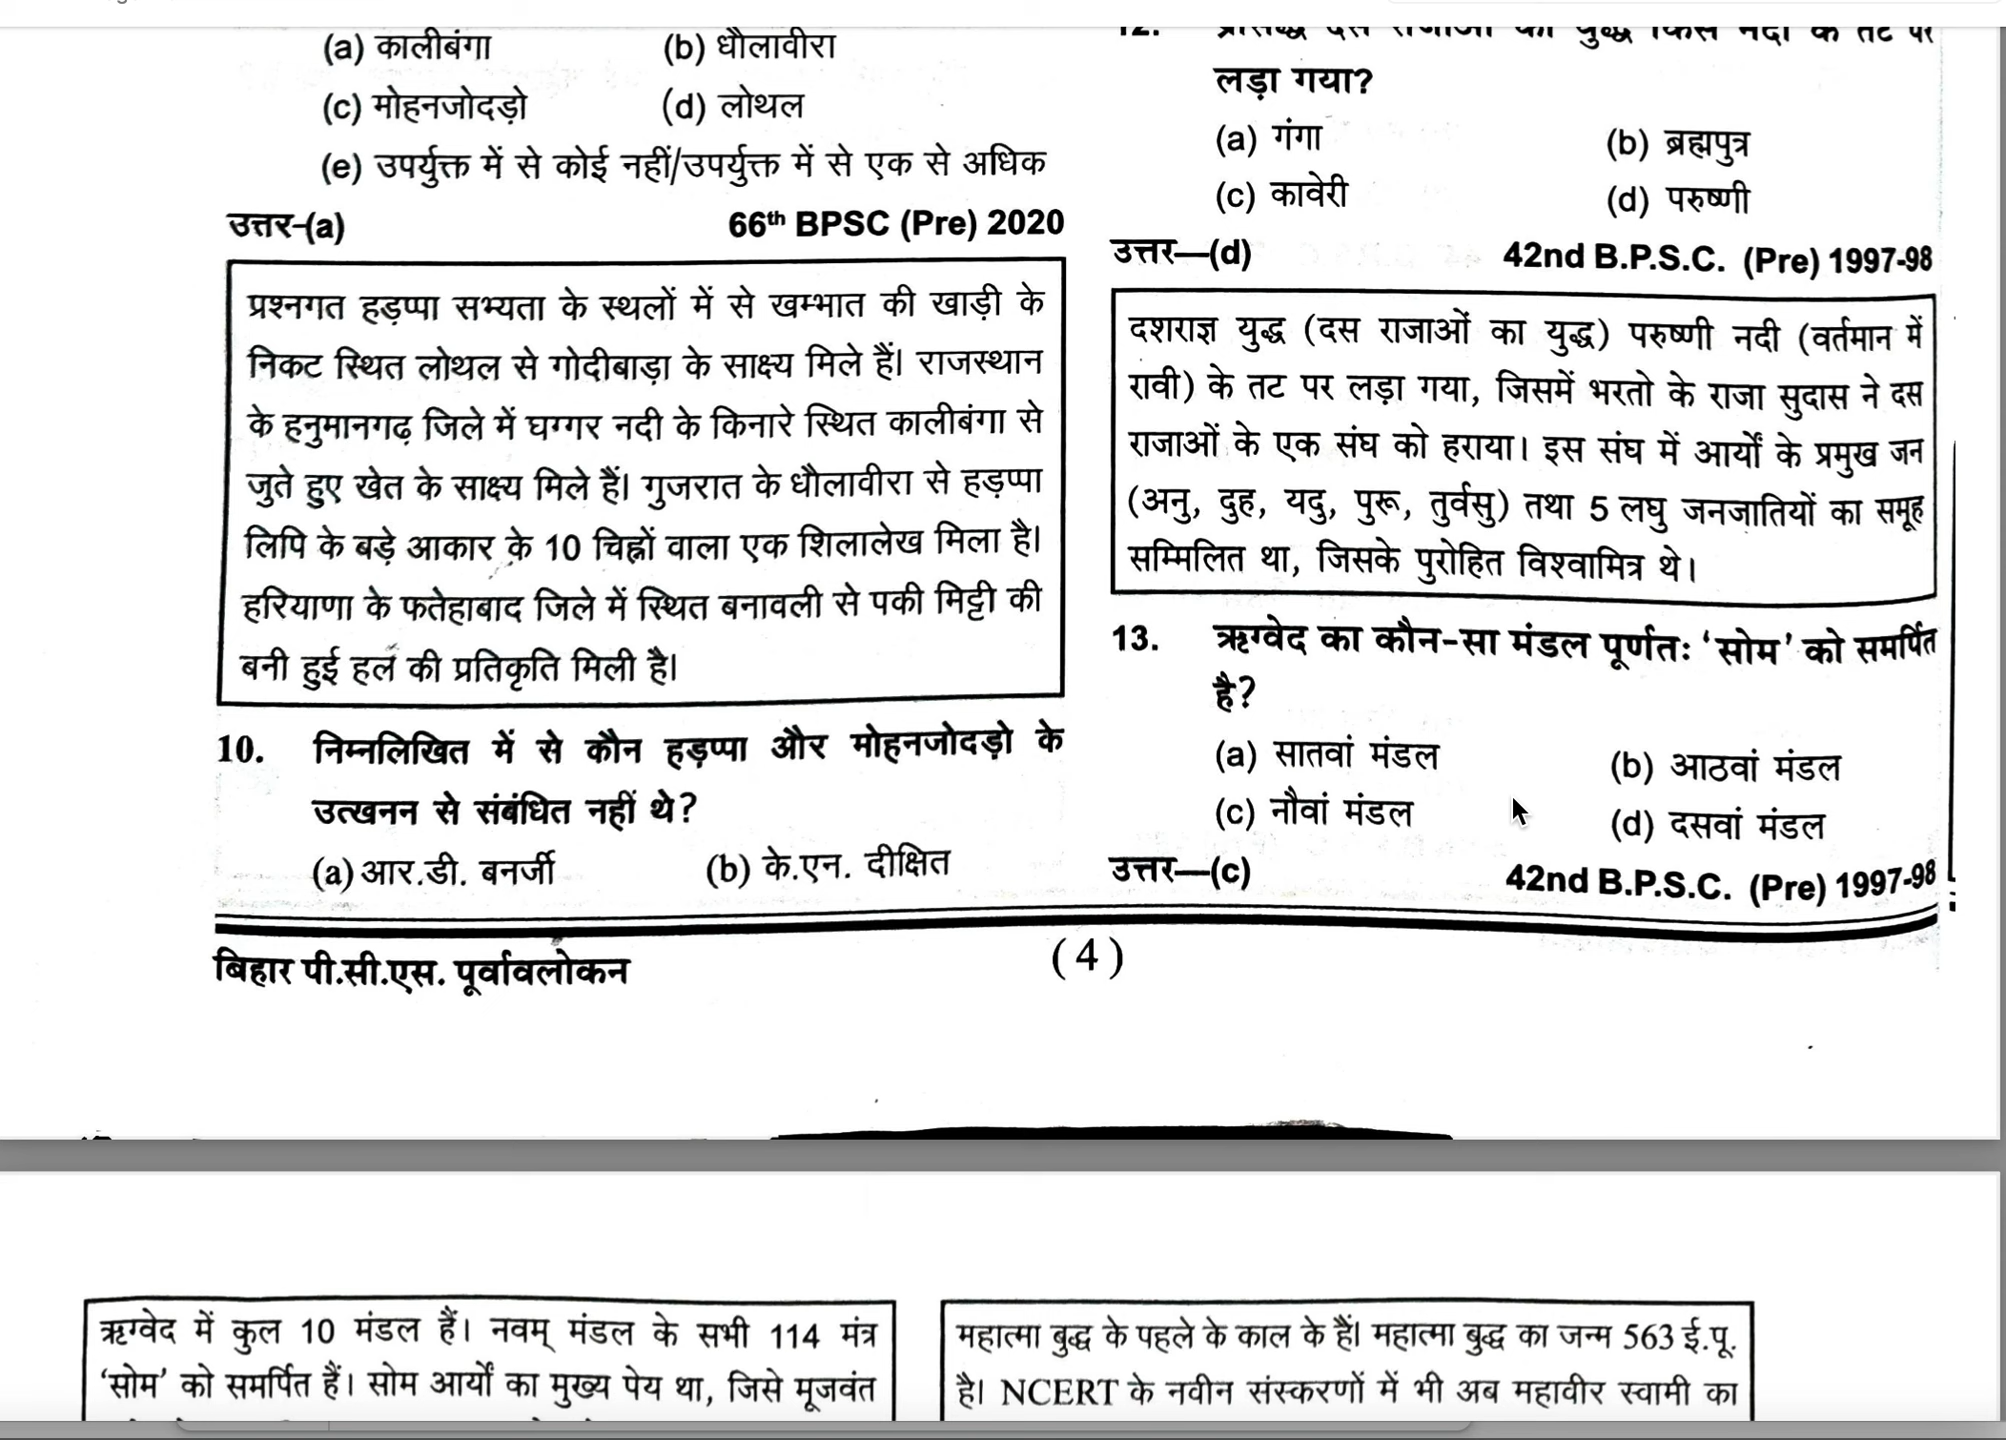 (a) कालीबंगा (b) धौलावीरा
(c) मोहनजोदड़ो (d) लोथल
(e) उपर्युक्त में से कोई नहीं/उपर्युक्त में से एक से अधिक
उत्तर-(a) 66th BPSC (Pre) 2020
प्रश्नगत हड़प्पा सभ्यता के स्थलों में से खम्भात की खाड़ी के
निकट स्थित लोथल से गोदीबाड़ा के साक्ष्य मिले हैं। राजस्थान
के हनुमानगढ़ जिले में घग्गर नदी के किनारे स्थित कालीबंगा से
जुते हुए खेत के साक्ष्य मिले हैं। गुजरात के धौलावीरा से हड़प्पा
लिपि के बड़े आकार के 10 चिह्नों वाला एक शिलालेख मिला है।
हरियाणा के फतेहाबाद जिले में स्थित बनावली से पकी मिट्टी की
बनी हुई हल की प्रतिकृति मिली है।
10. निम्नलिखित में से कौन हड़प्पा और मोहनजोदड़ो के
उत्खनन से संबंधित नहीं थे?
(a) आर.डी. बनर्जी (b) के.एन. दीक्षित
12. प्रसिद्ध दस राजाओं का युद्ध किस नदी के तट पर
लड़ा गया?
(a) गंगा (b) ब्रह्मपुत्र
(c) कावेरी (d) परुष्णी
उत्तर—(d) 42nd B.P.S.C. (Pre) 1997-98
दशराज्ञ युद्ध (दस राजाओं का युद्ध) परुष्णी नदी (वर्तमान में
रावी) के तट पर लड़ा गया, जिसमें भरतो के राजा सुदास ने दस
राजाओं के एक संघ को हराया। इस संघ में आर्यों के प्रमुख जन
(अनु, दुह, यदु, पुरू, तुर्वसु) तथा 5 लघु जनजातियों का समूह
सम्मिलित था, जिसके पुरोहित विश्वामित्र थे।
13. ऋग्वेद का कौन-सा मंडल पूर्णतः ‘सोम’ को समर्पित
है?
(a) सातवां मंडल (b) आठवां मंडल
(c) नौवां मंडल (d) दसवां मंडल
उत्तर—(c) 42nd B.P.S.C. (Pre) 1997-98
बिहार पी.सी.एस. पूर्वावलोकन (4)
ऋग्वेद में कुल 10 मंडल हैं। नवम् मंडल के सभी 114 मंत्र
‘सोम’ को समर्पित हैं। सोम आर्यों का मुख्य पेय था, जिसे मूजवंत
महात्मा बुद्ध के पहले के काल के हैं। महात्मा बुद्ध का जन्म 563 ई.पू.
है। NCERT के नवीन संस्करणों में भी अब महावीर स्वामी का